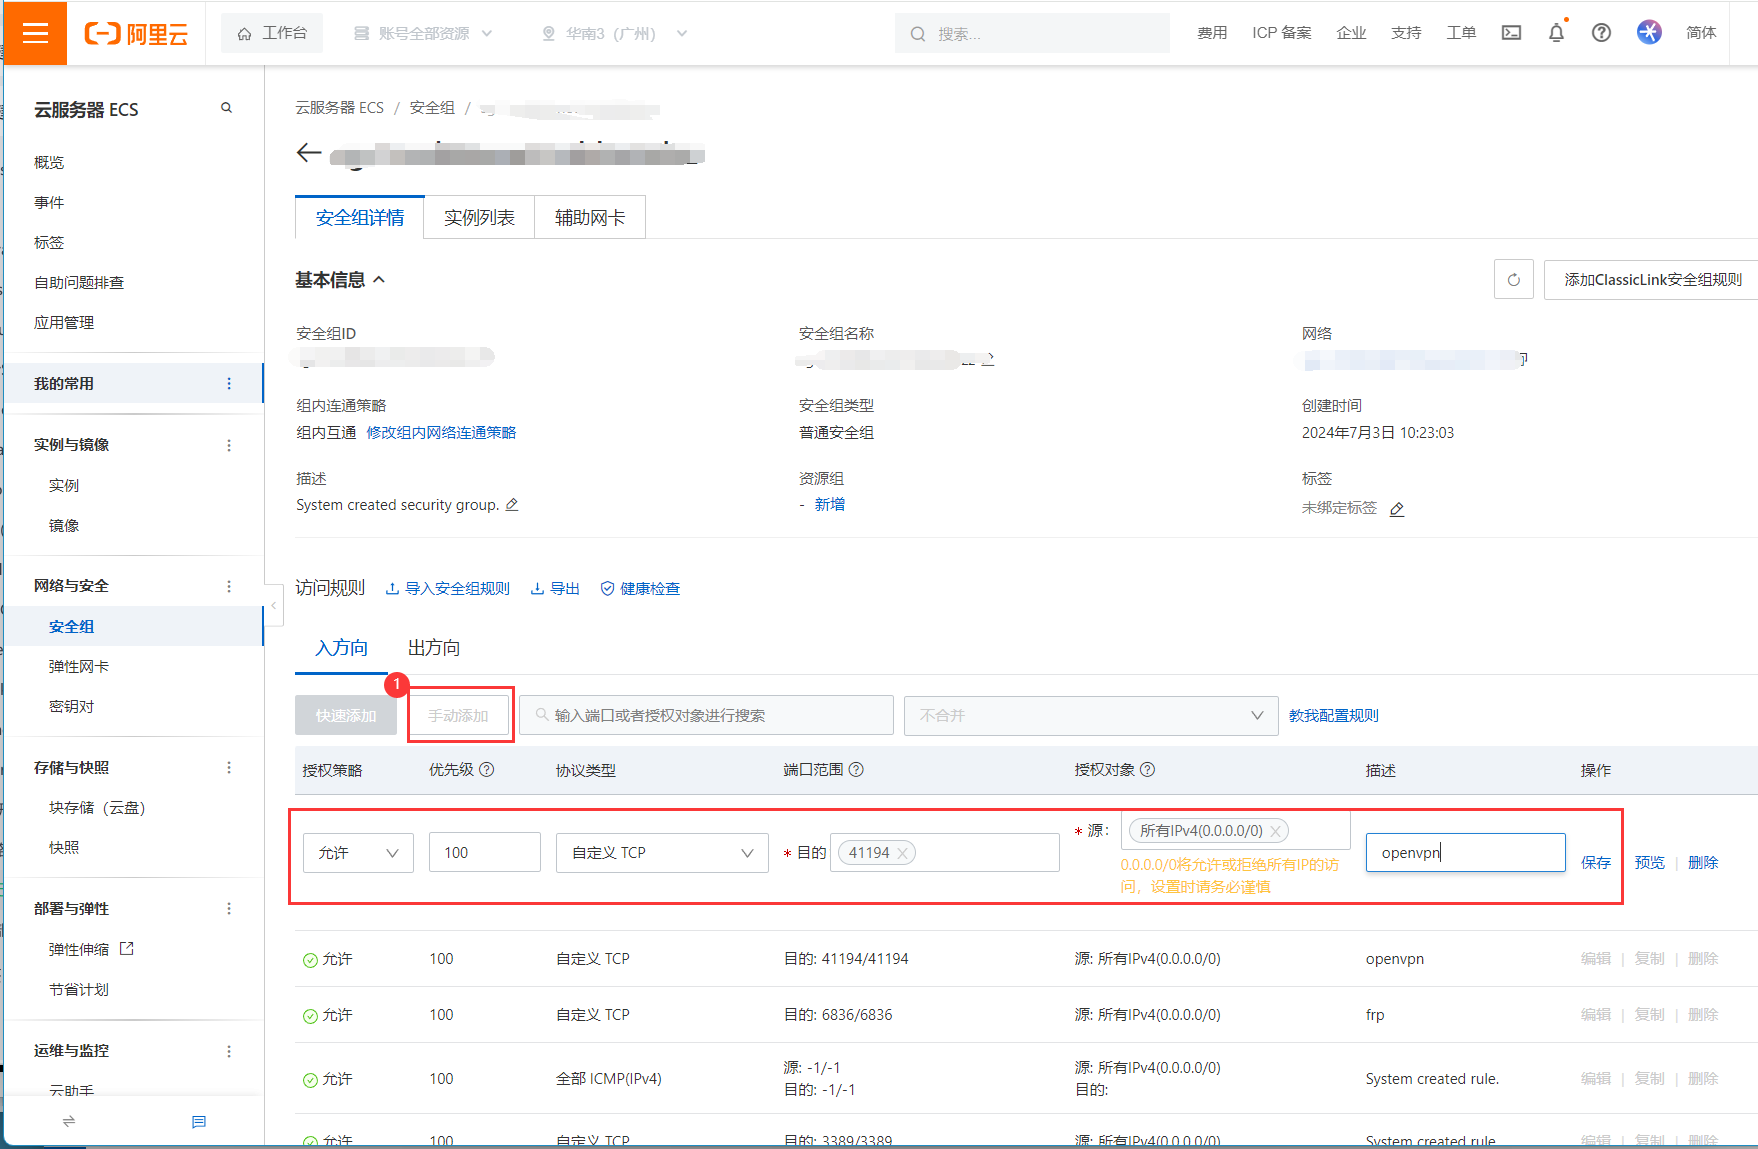 阿里云
工作台
账号全部资源
华南3（广州）
搜索...
费用
ICP 备案
企业
支持
工单
简体
云服务器 ECS
概览
事件
标签
自助问题排查
应用管理
我的常用
实例与镜像
实例
镜像
网络与安全
安全组
弹性网卡
密钥对
存储与快照
块存储（云盘）
快照
部署与弹性
弹性伸缩
节省计划
运维与监控
云助手
云服务器 ECS / 安全组 /
安全组详情
实例列表
辅助网卡
基本信息
添加ClassicLink安全组规则
安全组ID
安全组名称
网络
组内连通策略
安全组类型
创建时间
组内互通 修改组内网络连通策略
普通安全组
2024年7月3日 10:23:03
描述
资源组
标签
System created security group.
- 新增
未绑定标签
访问规则 导入安全组规则 导出 健康检查
入方向 出方向
1
快速添加 手动添加 输入端口或者授权对象进行搜索 不合并 教我配置规则
授权策略 优先级 协议类型 端口范围 授权对象 描述 操作
允许 100 自定义 TCP * 目的 41194 * 源: 所有IPv4(0.0.0.0/0) openvpn 保存 | 预览 | 删除
0.0.0.0/0将允许或拒绝所有IP的访
问，设置时请务必谨慎
允许 100 自定义 TCP 目的: 41194/41194 源: 所有IPv4(0.0.0.0/0) openvpn 编辑 | 复制 | 删除
允许 100 自定义 TCP 目的: 6836/6836 源: 所有IPv4(0.0.0.0/0) frp 编辑 | 复制 | 删除
源: -1/-1 源: 所有IPv4(0.0.0.0/0)
允许 100 全部 ICMP(IPv4) System created rule. 编辑 | 复制 | 删除
目的: -1/-1 目的:
允许 100 自定义 TCP 目的: 3389/3389 源: 所有IPv4(0.0.0.0/0) System created rule. 编辑 | 复制 | 删除